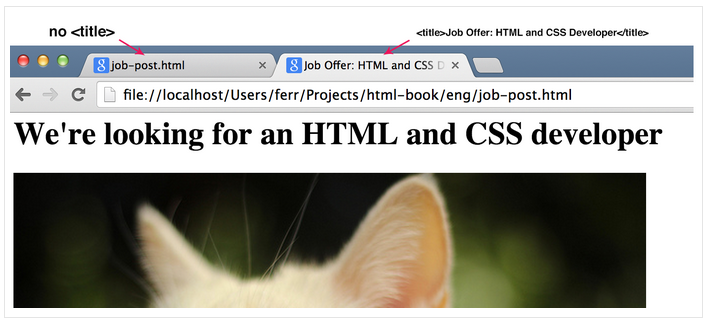 no <title>
<title>Job Offer: HTML and CSS Developer</title>
job-post.html
Job Offer: HTML and CSS D
file://localhost/Users/ferr/Projects/html-book/eng/job-post.html
We're looking for an HTML and CSS developer